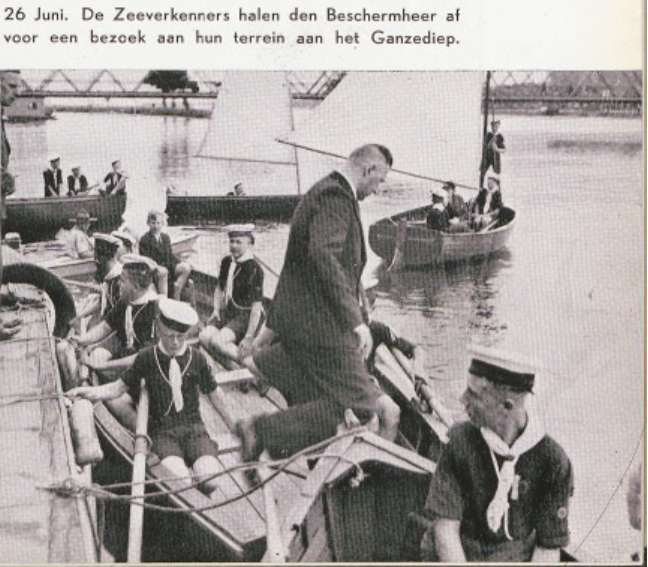 26 Juni. De Zeeverkenners halen den Beschermheer af
voor een bezoek aan hun terrein aan het Ganzediep.